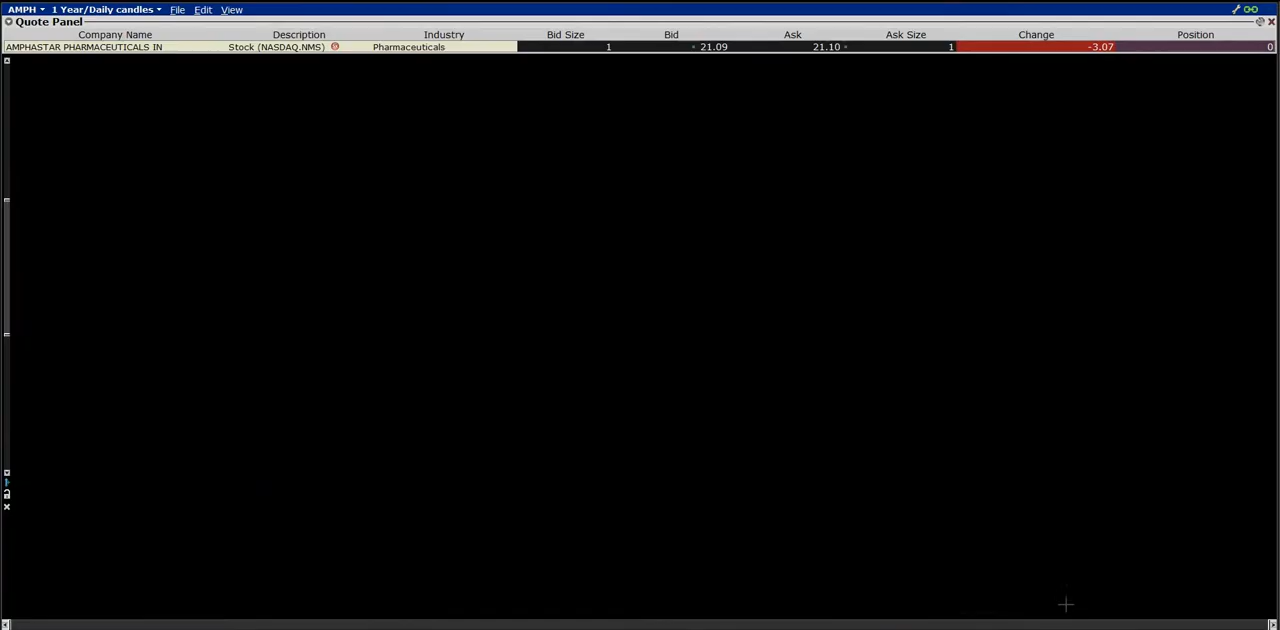 AMPH 1 Year/Daily candles File Edit View
Quote Panel
Company Name Description Industry Bid Size Bid Ask Ask Size Change Position
AMPHASTAR PHARMACEUTICALS IN Stock (NASDAQ.NMS) Pharmaceuticals 1 21.09 21.10 1 -3.07 0